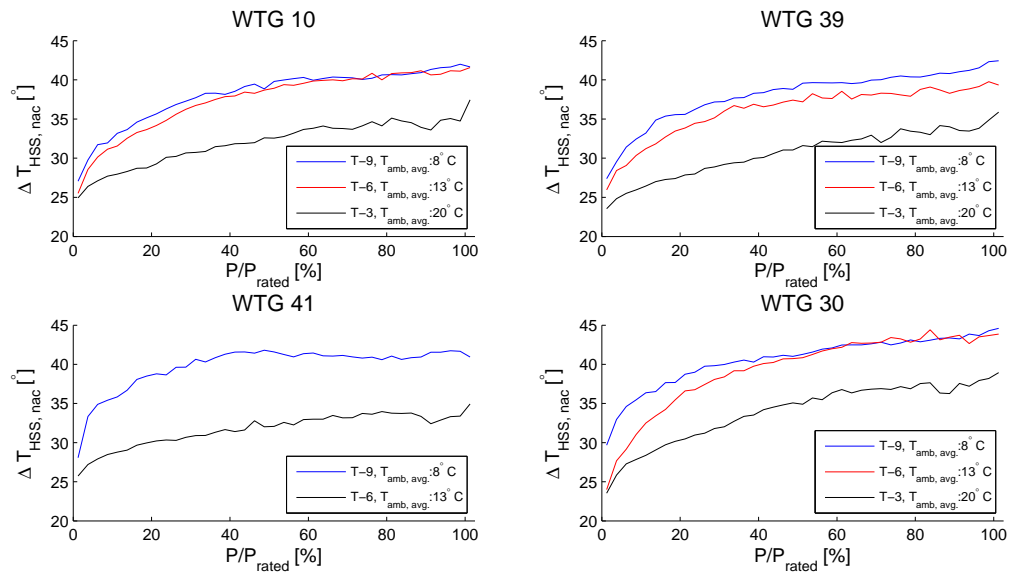 WTG 10
45
40
35
30
25
20
Δ T_HSS, nac [°]
T−9, T_amb, avg.:8°C
T−6, T_amb, avg.:13°C
T−3, T_amb, avg.:20°C
0 20 40 60 80 100
P/P_rated [%]
WTG 39
45
40
35
30
25
20
Δ T_HSS, nac [°]
T−9, T_amb, avg.:8°C
T−6, T_amb, avg.:13°C
T−3, T_amb, avg.:20°C
0 20 40 60 80 100
P/P_rated [%]
WTG 41
45
40
35
30
25
20
Δ T_HSS, nac [°]
T−9, T_amb, avg.:8°C
T−6, T_amb, avg.:13°C
0 20 40 60 80 100
P/P_rated [%]
WTG 30
45
40
35
30
25
20
Δ T_HSS, nac [°]
T−9, T_amb, avg.:8°C
T−6, T_amb, avg.:13°C
T−3, T_amb, avg.:20°C
0 20 40 60 80 100
P/P_rated [%]